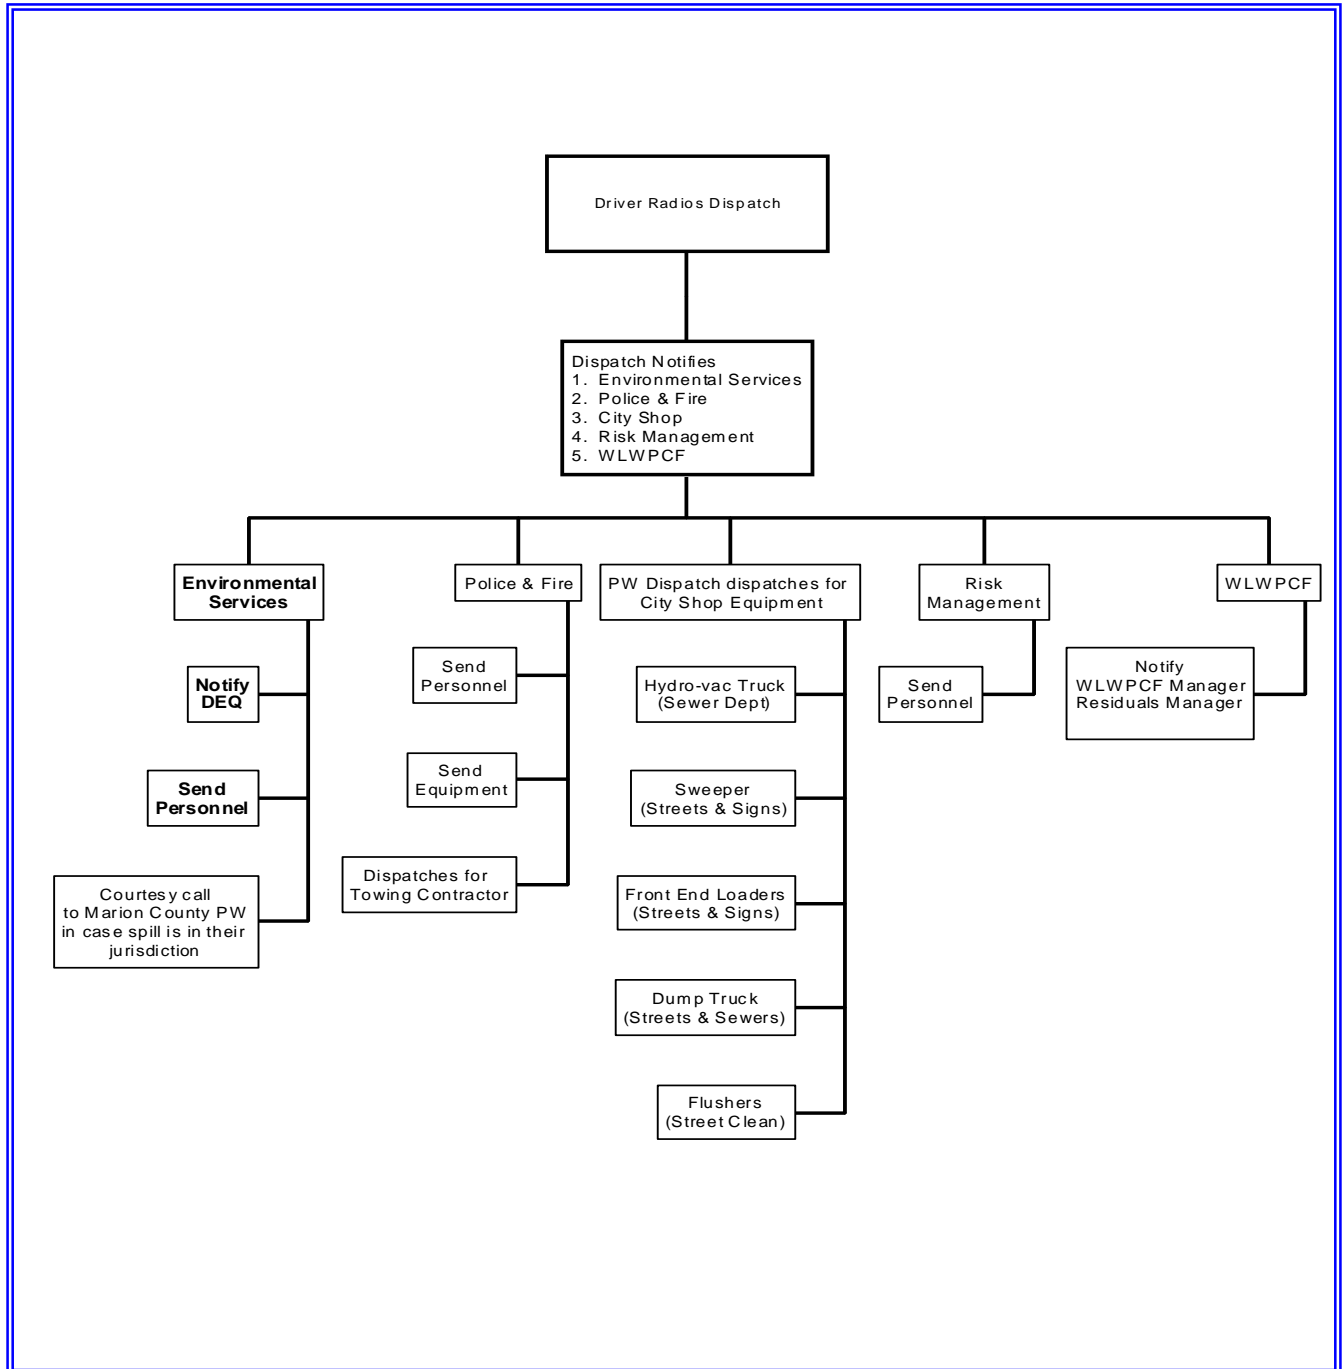 Driver Radios Dispatch
Dispatch Notifies
1. Environmental Services
2. Police & Fire
3. City Shop
4. Risk Management
5. WLWPCF
Environmental
Services
Notify
DEQ
Send
Personnel
Courtesy call
to Marion County PW
in case spill is in their
jurisdiction
Police & Fire
Send
Personnel
Send
Equipment
Dispatches for
Towing Contractor
PW Dispatch dispatches for
City Shop Equipment
Hydro-vac Truck
(Sewer Dept)
Sweeper
(Streets & Signs)
Front End Loaders
(Streets & Signs)
Dump Truck
(Streets & Sewers)
Flushers
(Street Clean)
Risk
Management
Send
Personnel
WLWPCF
Notify
WLWPCF Manager
Residuals Manager